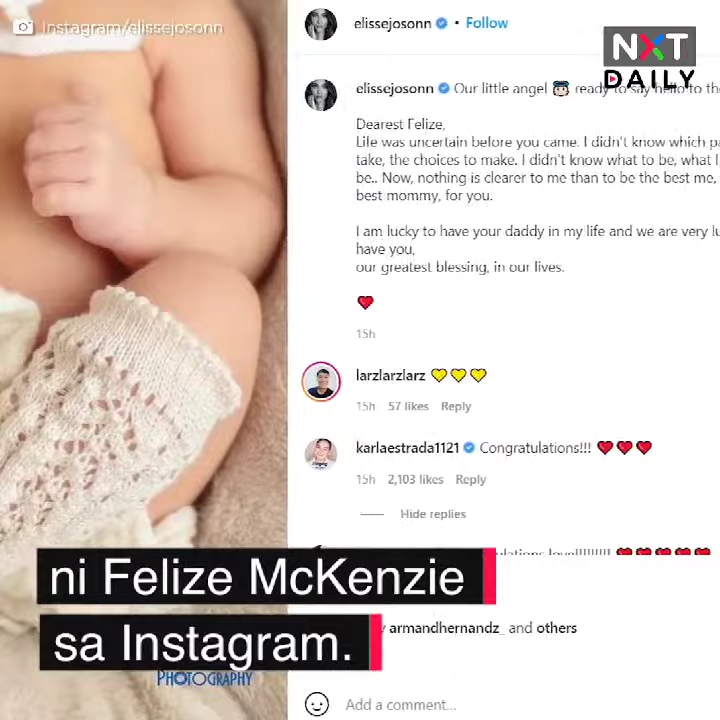 Instagram/elissejosonn
elissejosonn • Follow
NXT
DAILY
elissejosonn Our little angel 👼 ready to say hello to the
Dearest Felize,
Life was uncertain before you came. I didn't know which pa
take, the choices to make. I didn't know what to be, what I
be.. Now, nothing is clearer to me than to be the best me,
best mommy, for you.
I am lucky to have your daddy in my life and we are very lu
have you,
our greatest blessing, in our lives.
❤️
15h
larzlarzlarz 💛💛💛
15h 57 likes Reply
karlaestrada1121 Congratulations!!! ❤️❤️❤️
15h 2,103 likes Reply
Hide replies
ni Felize McKenzie
sa Instagram.
armandhernandz_ and others
PHOTOGRAPHY
Add a comment...